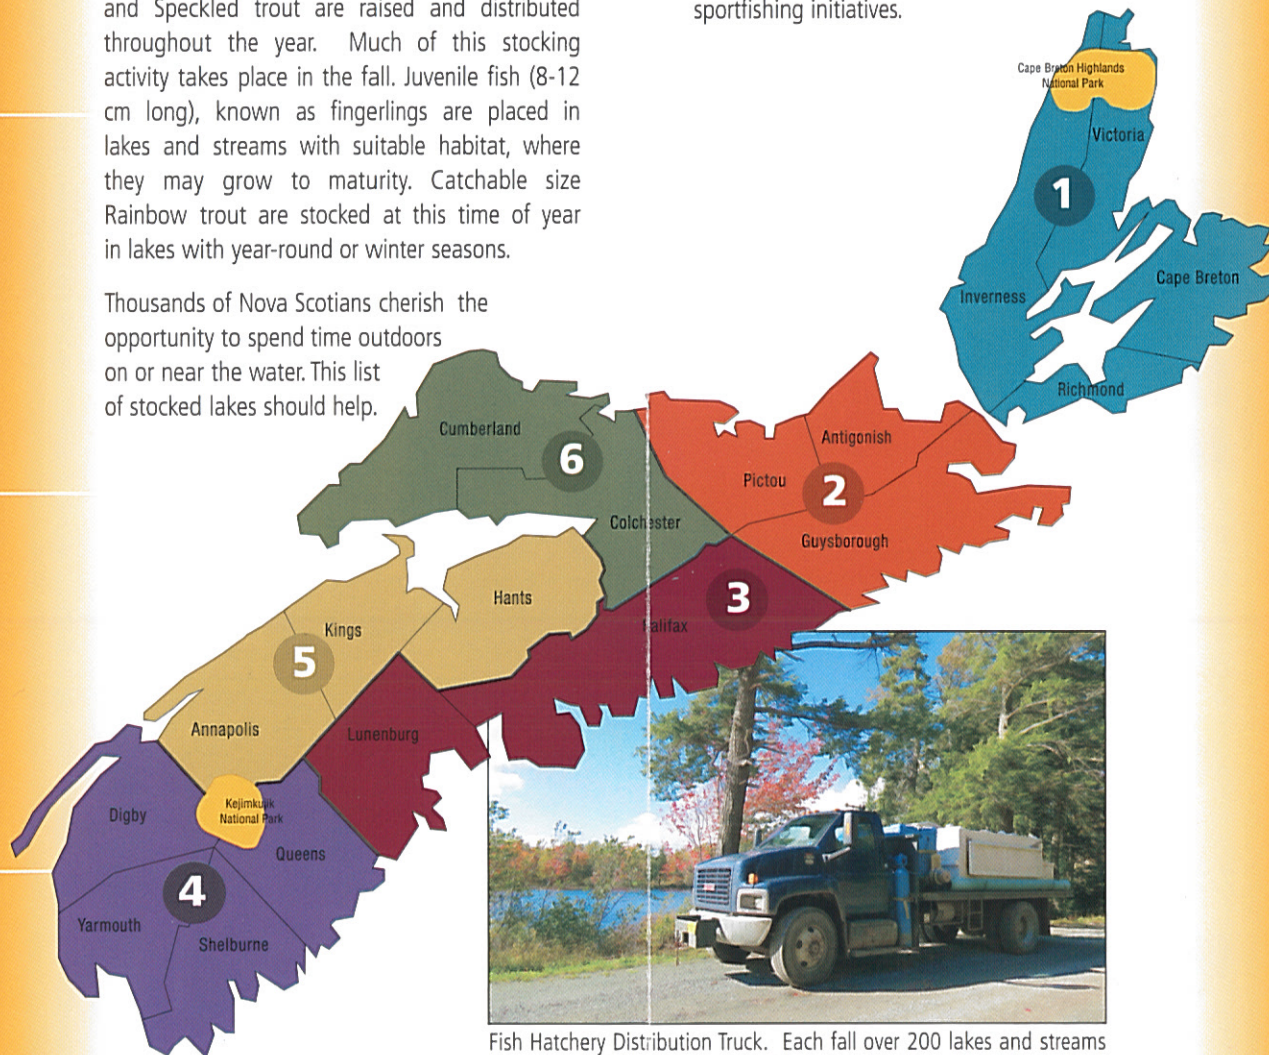 and Speckled trout are raised and distributed
throughout the year. Much of this stocking
activity takes place in the fall. Juvenile fish (8-12
cm long), known as fingerlings are placed in
lakes and streams with suitable habitat, where
they may grow to maturity. Catchable size
Rainbow trout are stocked at this time of year
in lakes with year-round or winter seasons.
Thousands of Nova Scotians cherish the
opportunity to spend time outdoors
on or near the water. This list
of stocked lakes should help.
sportfishing initiatives.
Cape Breton Highlands
National Park
Victoria
1
Cape Breton
Inverness
Richmond
Cumberland
6
Antigonish
Pictou
2
Colchester
Guysborough
Hants
3
Halifax
Kings
5
Annapolis
Lunenburg
Kejimkujik
National Park
Digby
Queens
4
Yarmouth
Shelburne
Fish Hatchery Distribution Truck. Each fall over 200 lakes and streams